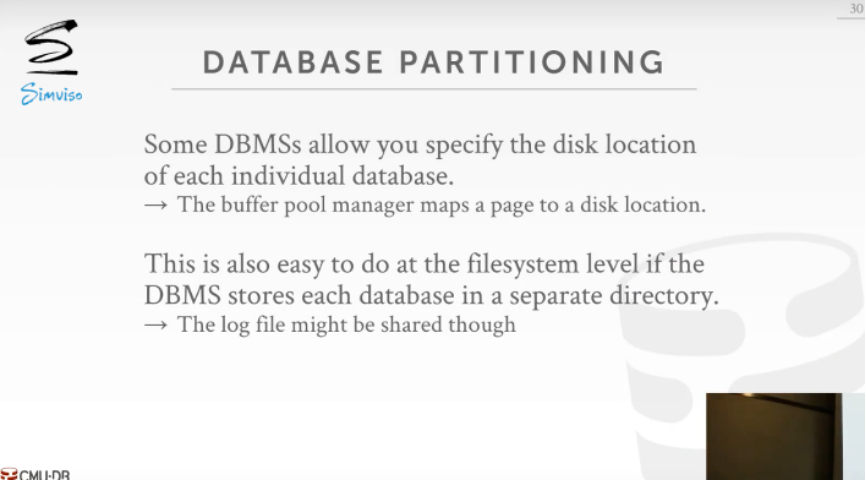 30
Simviso
DATABASE PARTITIONING
Some DBMSs allow you specify the disk location
of each individual database.
→ The buffer pool manager maps a page to a disk location.
This is also easy to do at the filesystem level if the
DBMS stores each database in a separate directory.
→ The log file might be shared though
CMU·DB